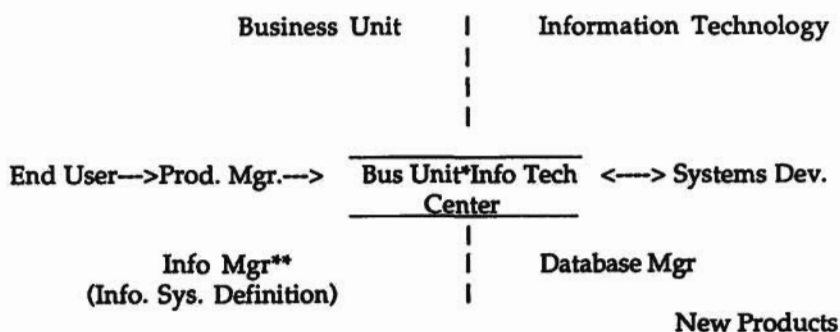 Business Unit | Information Technology
End User--->Prod. Mgr.---> Bus Unit*Info Tech <----> Systems Dev.
Center
Info Mgr** | Database Mgr
(Info. Sys. Definition)
New Products